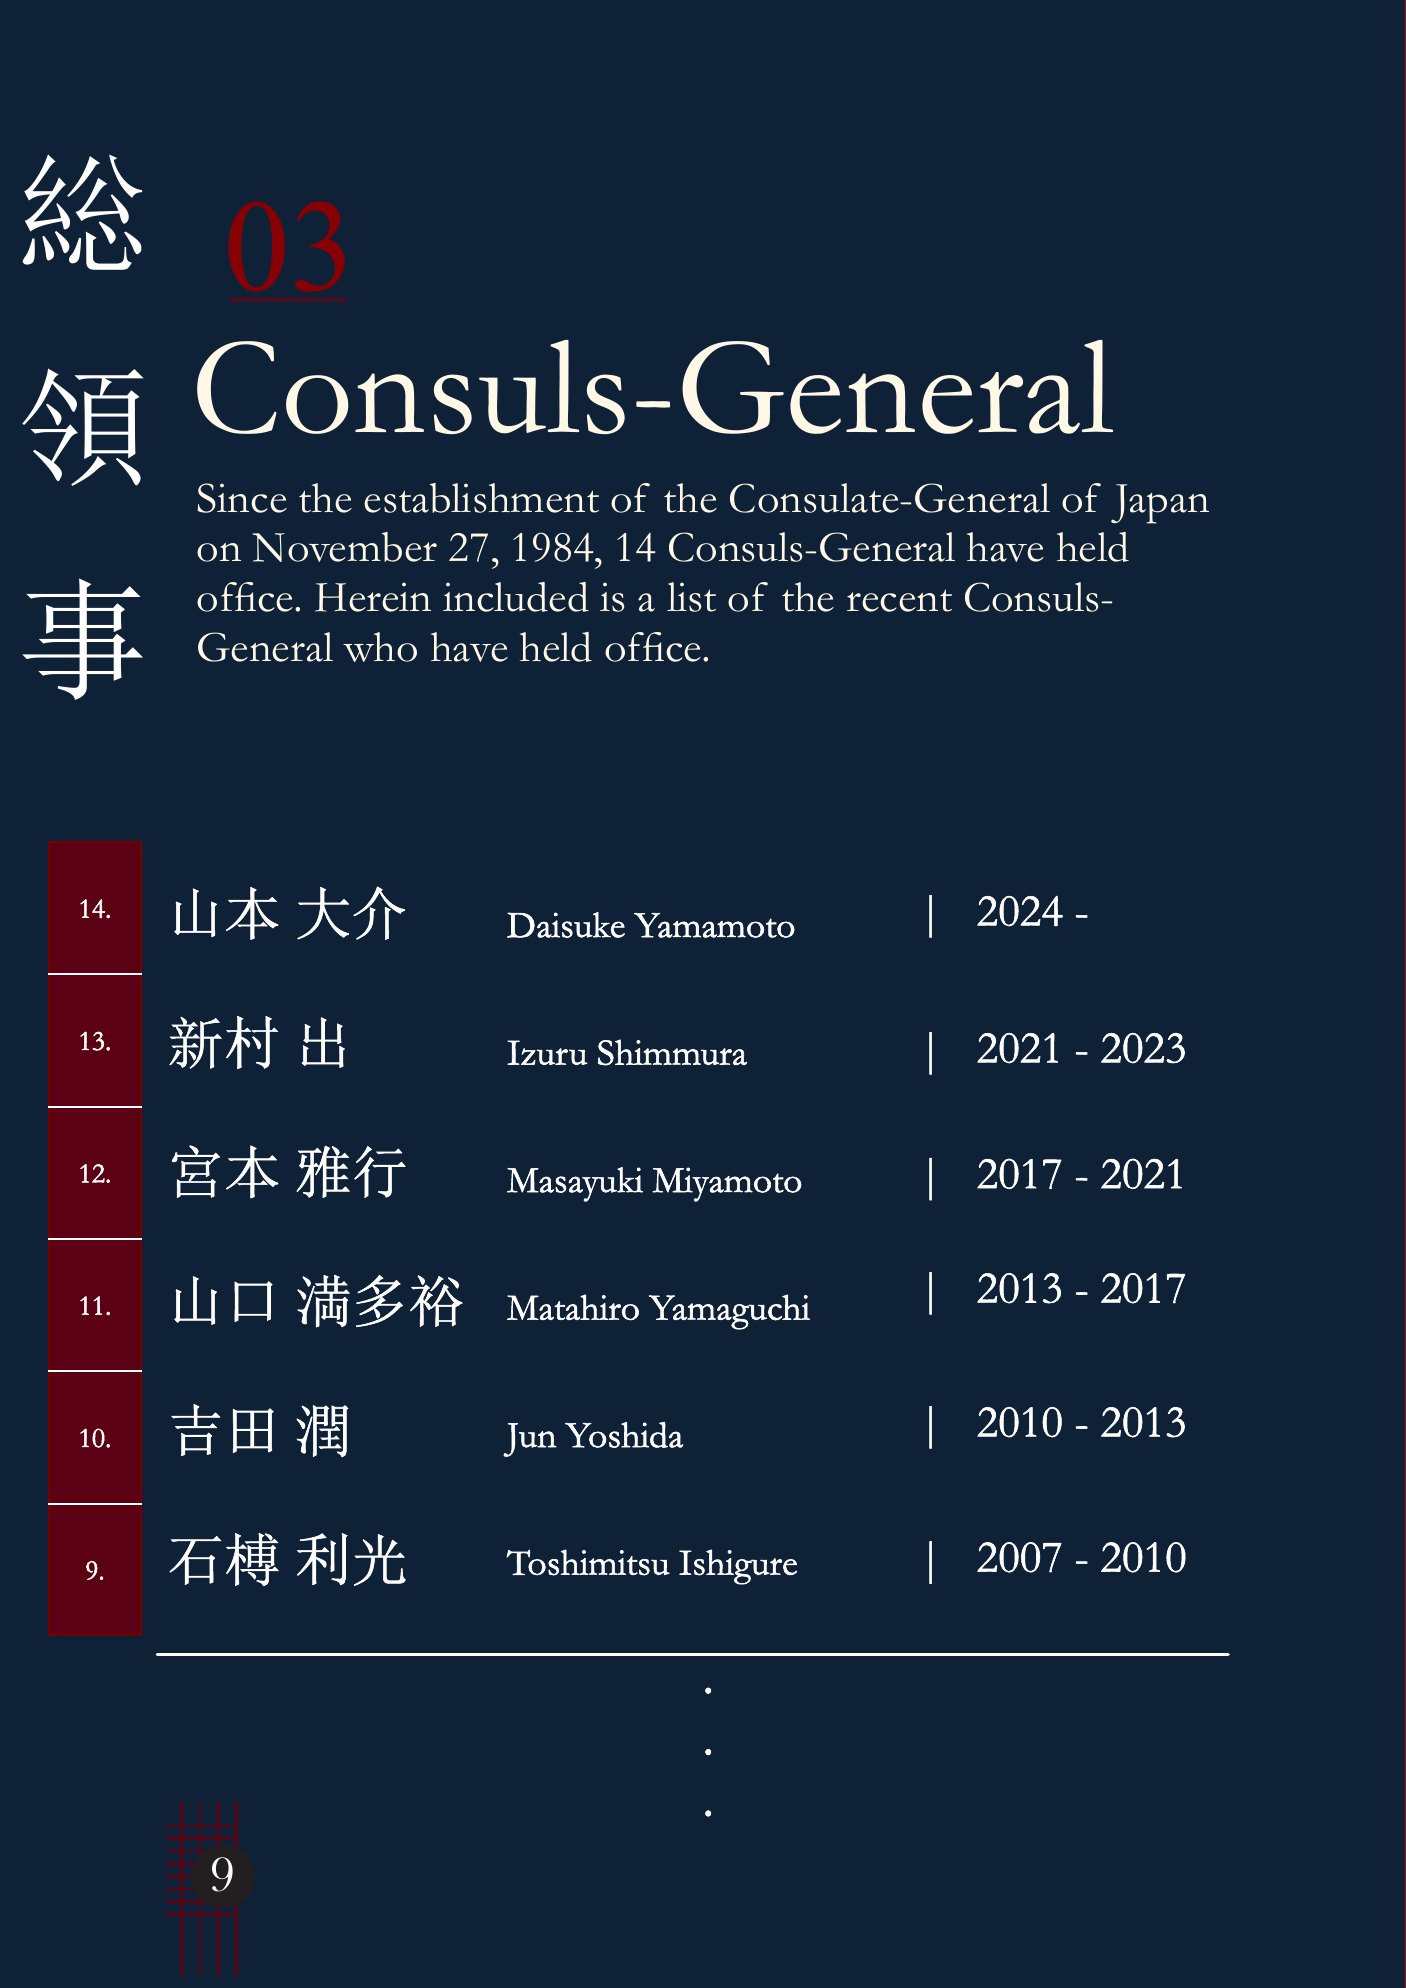 総領事
03
Consuls-General
Since the establishment of the Consulate-General of Japan
on November 27, 1984, 14 Consuls-General have held
office. Herein included is a list of the recent Consuls-
General who have held office.
14. 山本 大介 Daisuke Yamamoto | 2024 -
13. 新村 出 Izuru Shimmura | 2021 - 2023
12. 宮本 雅行 Masayuki Miyamoto | 2017 - 2021
11. 山口 満多裕 Matahiro Yamaguchi | 2013 - 2017
10. 吉田 潤 Jun Yoshida | 2010 - 2013
9. 石榑 利光 Toshimitsu Ishigure | 2007 - 2010
.
.
.
9